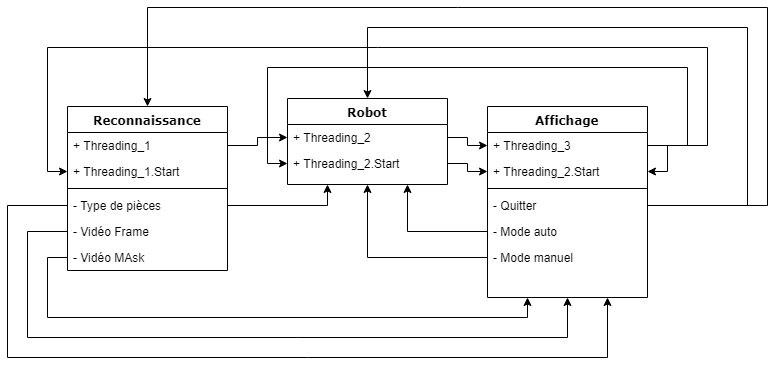 Reconnaissance
+ Threading_1
+ Threading_1.Start
- Type de pièces
- Vidéo Frame
- Vidéo MAsk
Robot
+ Threading_2
+ Threading_2.Start
Affichage
+ Threading_3
+ Threading_2.Start
- Quitter
- Mode auto
- Mode manuel